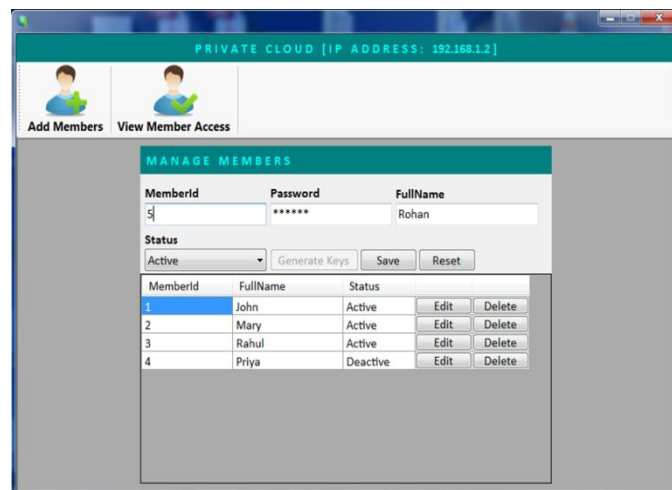 PRIVATE CLOUD [IP ADDRESS: 192.168.1.2]
Add Members View Member Access
MANAGE MEMBERS
MemberId Password FullName
5 ****** Rohan
Status
Active Generate Keys Save Reset
MemberId FullName Status
1 John Active Edit Delete
2 Mary Active Edit Delete
3 Rahul Active Edit Delete
4 Priya Deactive Edit Delete